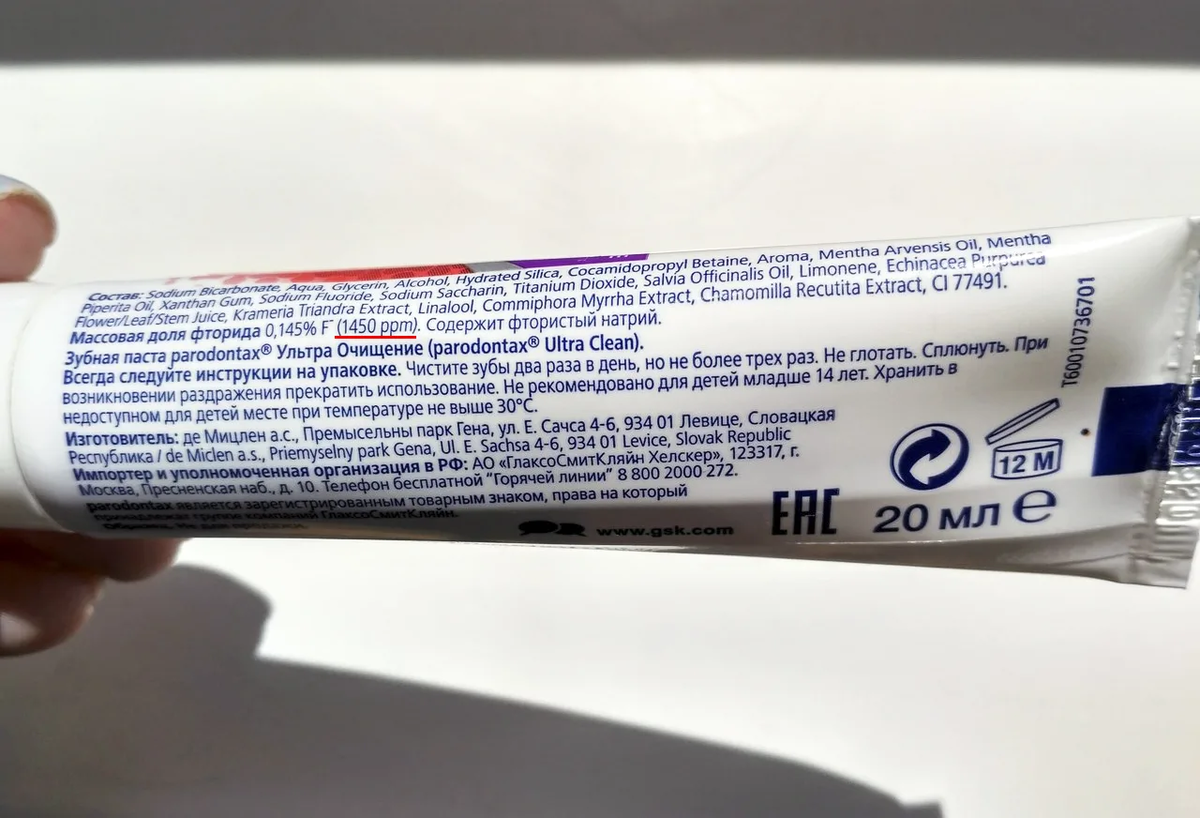 Состав: Sodium Bicarbonate, Aqua, Glycerin, Alcohol, Hydrated Silica, Cocamidopropyl Betaine, Aroma, Mentha Arvensis Oil, Mentha
Piperita Oil, Xanthan Gum, Sodium Fluoride, Sodium Saccharin, Titanium Dioxide, Salvia Officinalis Oil, Limonene, Echinacea Purpurea
Flower/Leaf/Stem Juice, Krameria Triandra Extract, Linalool, Commiphora Myrrha Extract, Chamomilla Recutita Extract, CI 77491.
Массовая доля фторида 0,145% F⁻ (1450 ppm). Содержит фтористый натрий.
Зубная паста parodontax® Ультра Очищение (parodontax® Ultra Clean).
Всегда следуйте инструкции на упаковке. Чистите зубы два раза в день, но не более трех раз. Не глотать. Сплюнуть. При
возникновении раздражения прекратить использование. Не рекомендовано для детей младше 14 лет. Хранить в
недоступном для детей месте при температуре не выше 30°C.
Изготовитель: де Мицлен а.с., Премысельны парк Гена, ул. Е. Сачса 4-6, 934 01 Левице, Словацкая
Республика / de Miclen a.s., Priemyselny park Gena, Ul. E. Sachsa 4-6, 934 01 Levice, Slovak Republic
Импортер и уполномоченная организация в РФ: АО «ГлаксоСмитКляйн Хелскер», 123317, г.
Москва, Пресненская наб., д. 10. Телефон бесплатной "Горячей линии" 8 800 2000 272.
parodontax является зарегистрированным товарным знаком, права на который
принадлежат группе компаний ГлаксоСмитКляйн.
Образец. Не для продажи.
www.gsk.com
EAC
20 мл e
12 M
T60010736701